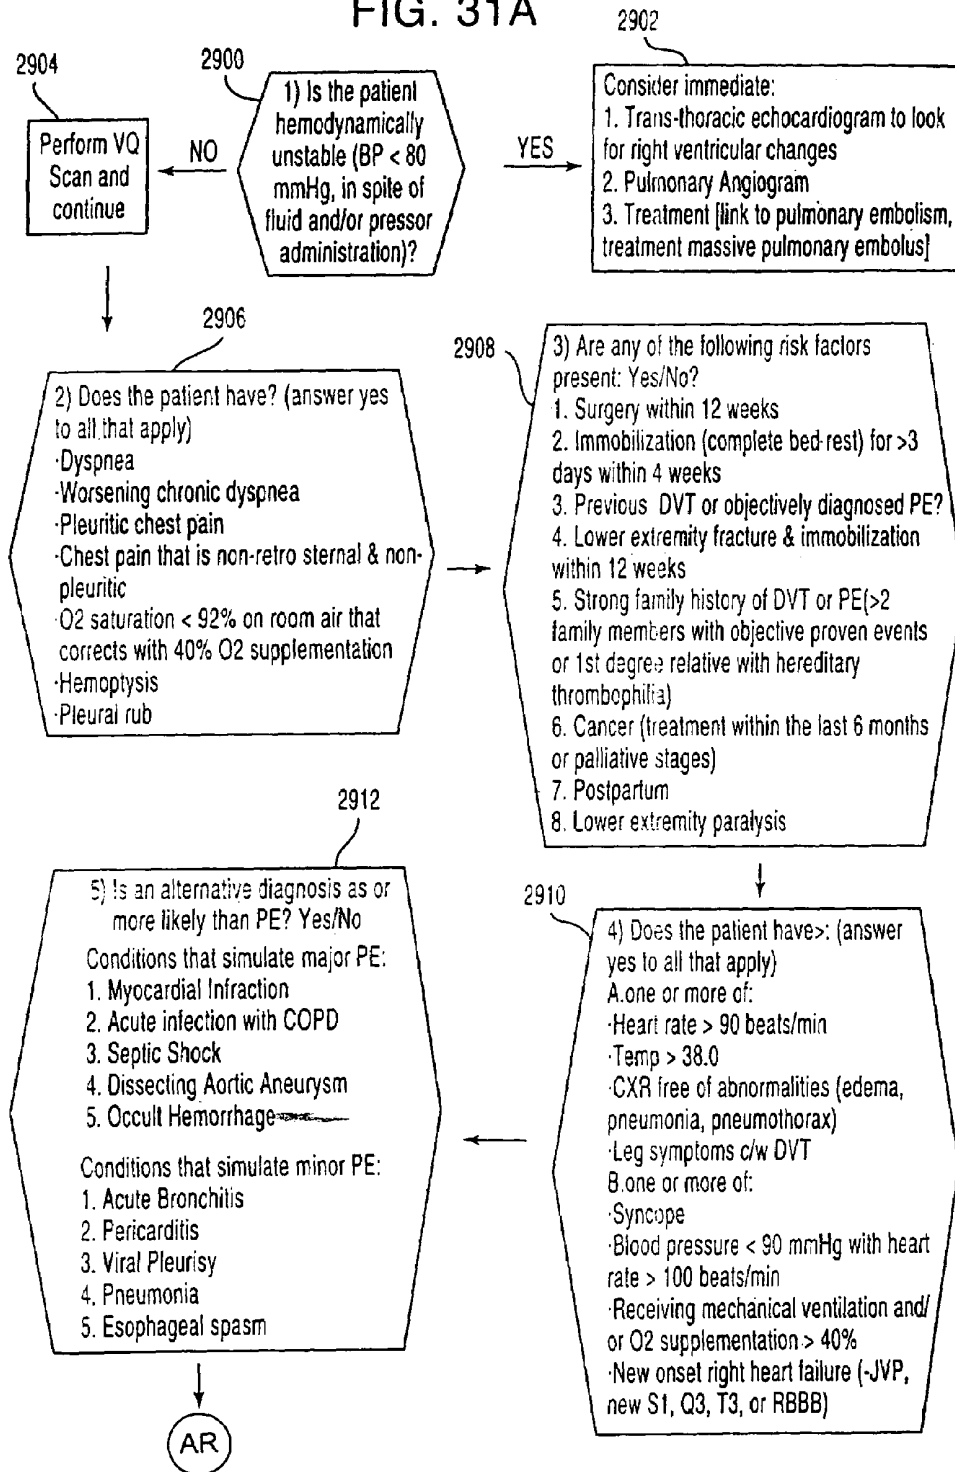 FIG. 31A
2904
2900
2902
1) Is the patient
hemodynamically
unstable (BP < 80
mmHg, in spite of
fluid and/or pressor
administration)?
NO
YES
Perform VQ
Scan and
continue
Consider immediate:
1. Trans-thoracic echocardiogram to look
for right ventricular changes
2. Pulmonary Angiogram
3. Treatment [link to pulmonary embolism,
treatment massive pulmonary embolus]
2906
2) Does the patient have? (answer yes
to all that apply)
·Dyspnea
·Worsening chronic dyspnea
·Pleuritic chest pain
·Chest pain that is non-retro sternal & non-
pleuritic
·O2 saturation < 92% on room air that
corrects with 40% O2 supplementation
·Hemoptysis
·Pleural rub
2908
3) Are any of the following risk factors
present: Yes/No?
1. Surgery within 12 weeks
2. Immobilization (complete bed-rest) for >3
days within 4 weeks
3. Previous DVT or objectively diagnosed PE?
4. Lower extremity fracture & immobilization
within 12 weeks
5. Strong family history of DVT or PE(>2
family members with objective proven events
or 1st degree relative with hereditary
thrombophilia)
6. Cancer (treatment within the last 6 months
or palliative stages)
7. Postpartum
8. Lower extremity paralysis
2910
4) Does the patient have>: (answer
yes to all that apply)
A.one or more of:
·Heart rate > 90 beats/min
·Temp > 38.0
·CXR free of abnormalities (edema,
pneumonia, pneumothorax)
·Leg symptoms c/w DVT
B.one or more of:
·Syncope
·Blood pressure < 90 mmHg with heart
rate > 100 beats/min
·Receiving mechanical ventilation and/
or O2 supplementation > 40%
·New onset right heart failure (-JVP,
new S1, Q3, T3, or RBBB)
2912
5) Is an alternative diagnosis as or
more likely than PE? Yes/No
Conditions that simulate major PE:
1. Myocardial Infraction
2. Acute infection with COPD
3. Septic Shock
4. Dissecting Aortic Aneurysm
5. Occult Hemorrhage
Conditions that simulate minor PE:
1. Acute Bronchitis
2. Pericarditis
3. Viral Pleurisy
4. Pneumonia
5. Esophageal spasm
AR